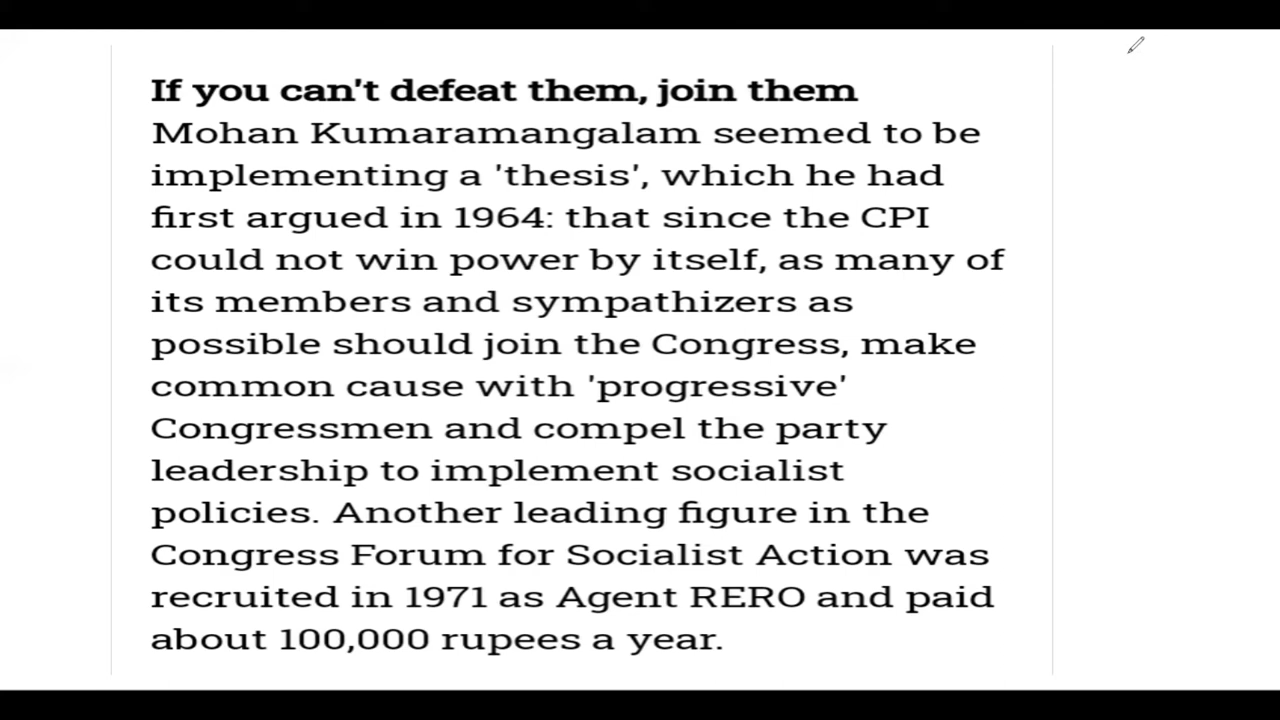 If you can't defeat them, join them
Mohan Kumaramangalam seemed to be
implementing a 'thesis', which he had
first argued in 1964: that since the CPI
could not win power by itself, as many of
its members and sympathizers as
possible should join the Congress, make
common cause with 'progressive'
Congressmen and compel the party
leadership to implement socialist
policies. Another leading figure in the
Congress Forum for Socialist Action was
recruited in 1971 as Agent RERO and paid
about 100,000 rupees a year.